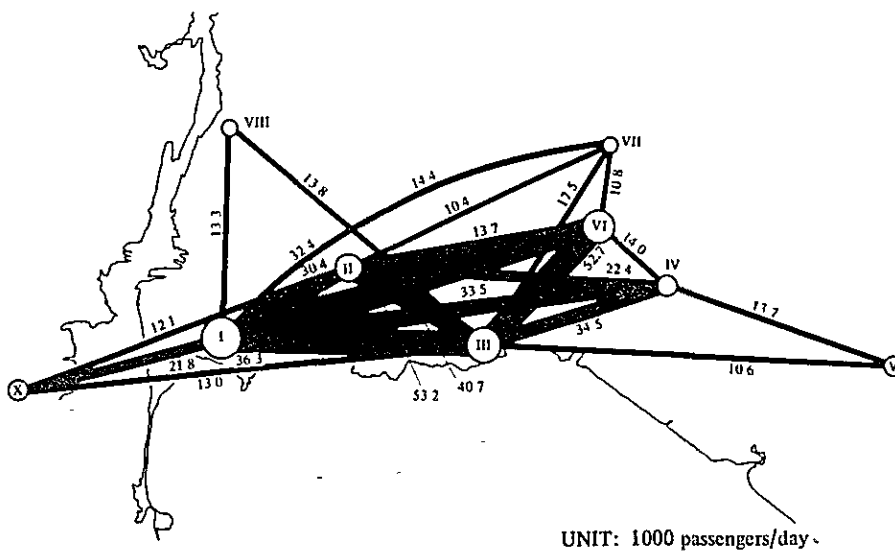 VIII
VII
14.4
13.8
10.4
17.5
10.8
13.3
13.7
VI
14.0
32.4
30.4
II
52.7
22.4
IV
33.5
13.7
12.1
I
III
34.5
X
21.8
36.3
13.0
53.2
40.7
10.6
V
UNIT: 1000 passengers/day